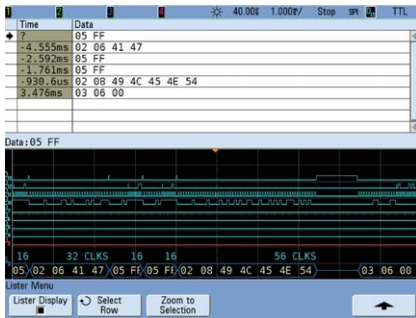 1 2 3 4 40.00% 1.000%/ Stop SPI TTL
Time Data
? 05 FF
-4.555ms 02 06 41 47
-2.592ms 05 FF
-1.761ms 05 FF
-930.6us 02 08 49 4C 45 4E 54
3.476ms 03 06 00
Data:05 FF
16 32 CLKS 16 16 56 CLKS
05 02 06 41 47 05 FF 05 FF 02 08 49 4C 45 4E 54 03 06 00
Lister Menu
Lister Display Select Row Zoom to Selection